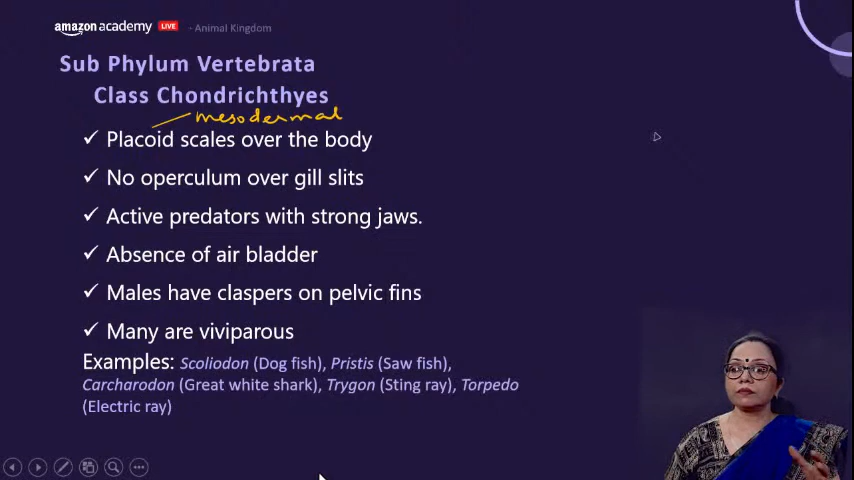 amazon academy LIVE - Animal Kingdom
Sub Phylum Vertebrata
Class Chondrichthyes
mesodermal
✓ Placoid scales over the body
✓ No operculum over gill slits
✓ Active predators with strong jaws.
✓ Absence of air bladder
✓ Males have claspers on pelvic fins
✓ Many are viviparous
Examples: Scoliodon (Dog fish), Pristis (Saw fish),
Carcharodon (Great white shark), Trygon (Sting ray), Torpedo
(Electric ray)